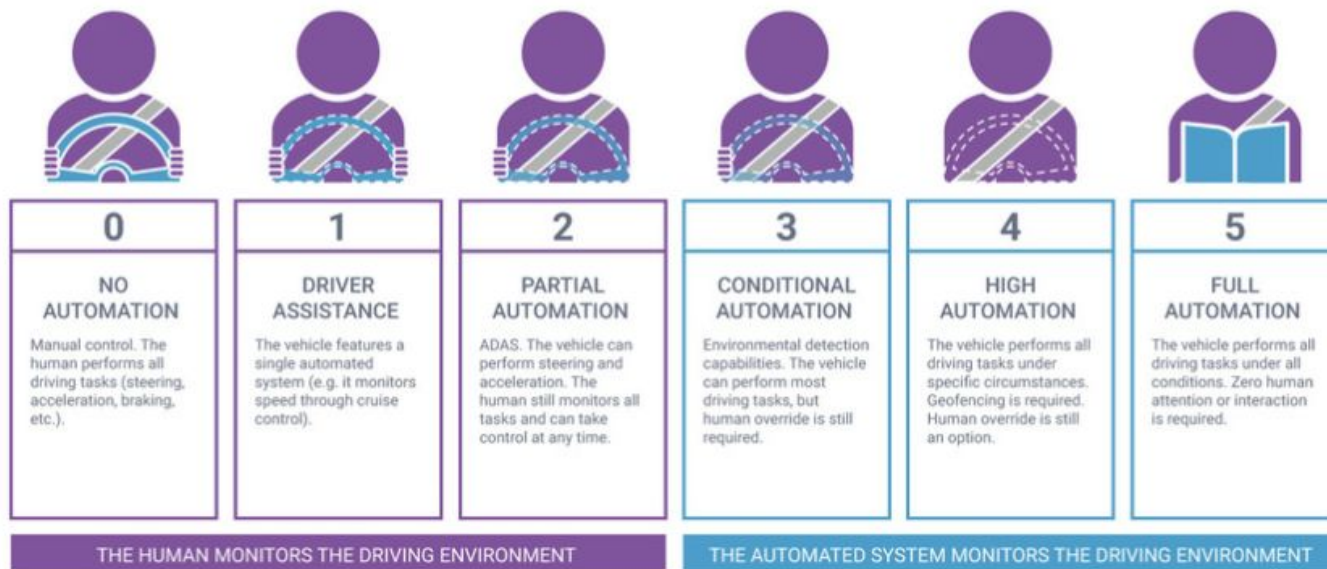 0
NO
AUTOMATION
Manual control. The
human performs all
driving tasks (steering,
acceleration, braking,
etc.).
1
DRIVER
ASSISTANCE
The vehicle features a
single automated
system (e.g. it monitors
speed through cruise
control).
2
PARTIAL
AUTOMATION
ADAS. The vehicle can
perform steering and
acceleration. The
human still monitors all
tasks and can take
control at any time.
3
CONDITIONAL
AUTOMATION
Environmental detection
capabilities. The vehicle
can perform most
driving tasks, but
human override is still
required.
4
HIGH
AUTOMATION
The vehicle performs all
driving tasks under
specific circumstances.
Geofencing is required.
Human override is still
an option.
5
FULL
AUTOMATION
The vehicle performs all
driving tasks under all
conditions. Zero human
attention or interaction
is required.
THE HUMAN MONITORS THE DRIVING ENVIRONMENT
THE AUTOMATED SYSTEM MONITORS THE DRIVING ENVIRONMENT